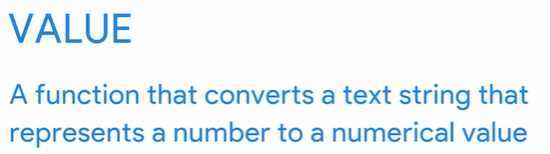 VALUE
A function that converts a text string that
represents a number to a numerical value